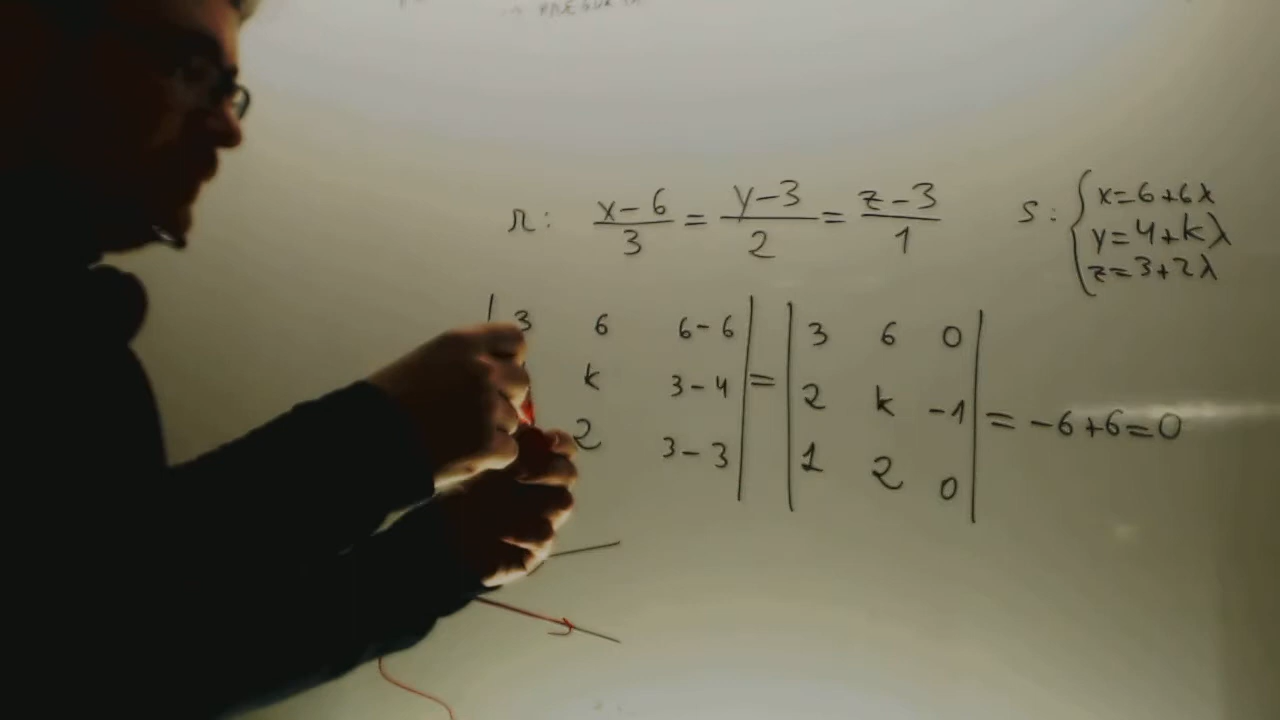 r: x-6/3 = y-3/2 = z-3/1
s: { x=6+6λ
y=4+kλ
z=3+2λ
| 3 6 6-6 | = | 3 6 0 |
k 3-4 | 2 k -1 | = -6+6=0
2 3-3 | 1 2 0 |